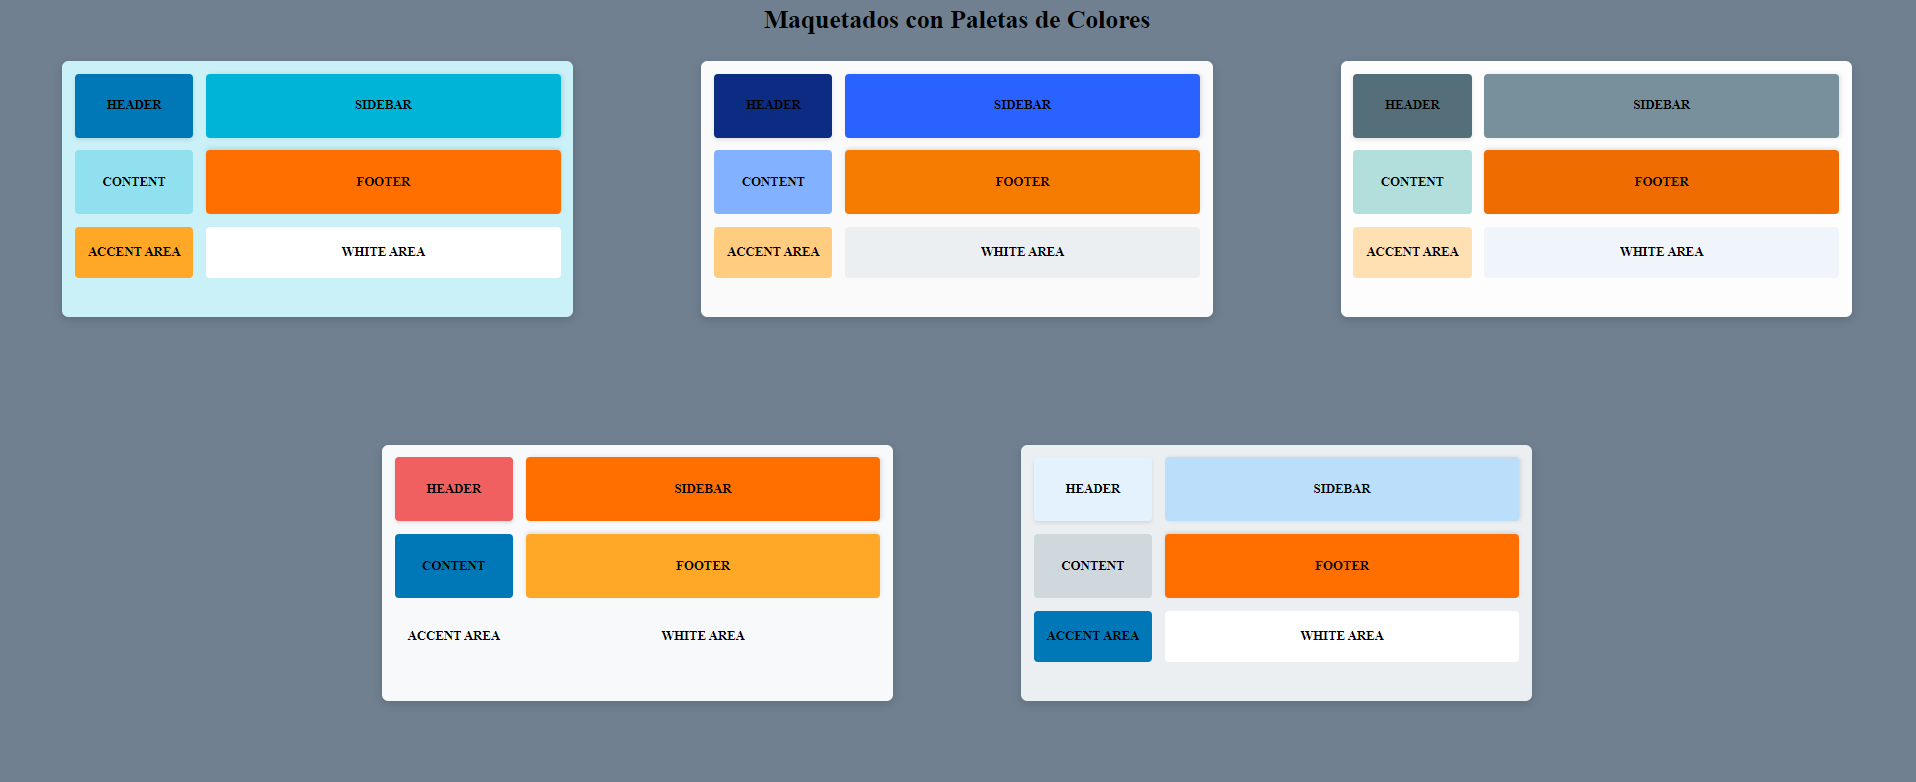 Maquetados con Paletas de Colores
HEADER
SIDEBAR
CONTENT
FOOTER
ACCENT AREA
WHITE AREA
HEADER
SIDEBAR
CONTENT
FOOTER
ACCENT AREA
WHITE AREA
HEADER
SIDEBAR
CONTENT
FOOTER
ACCENT AREA
WHITE AREA
HEADER
SIDEBAR
CONTENT
FOOTER
ACCENT AREA
WHITE AREA
HEADER
SIDEBAR
CONTENT
FOOTER
ACCENT AREA
WHITE AREA